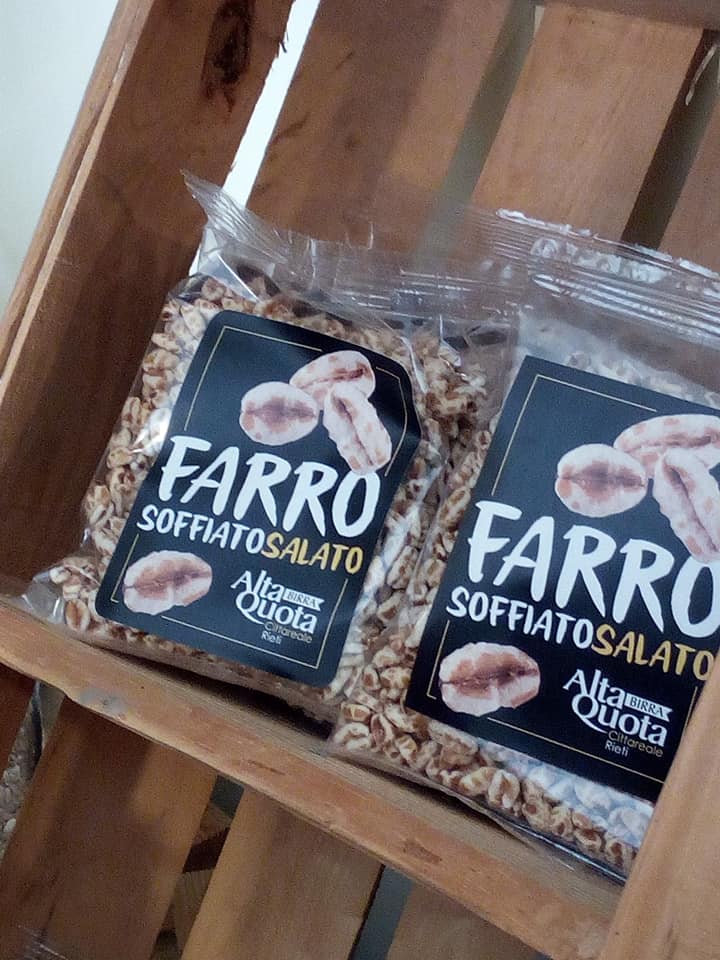 FARRO
SOFFIATOSALATO
Alta
BIRRA
Quota
Cittareale
Rieti
FARRO
SOFFIATOSALATO
Alta
BIRRA
Quota
Cittareale
Rieti